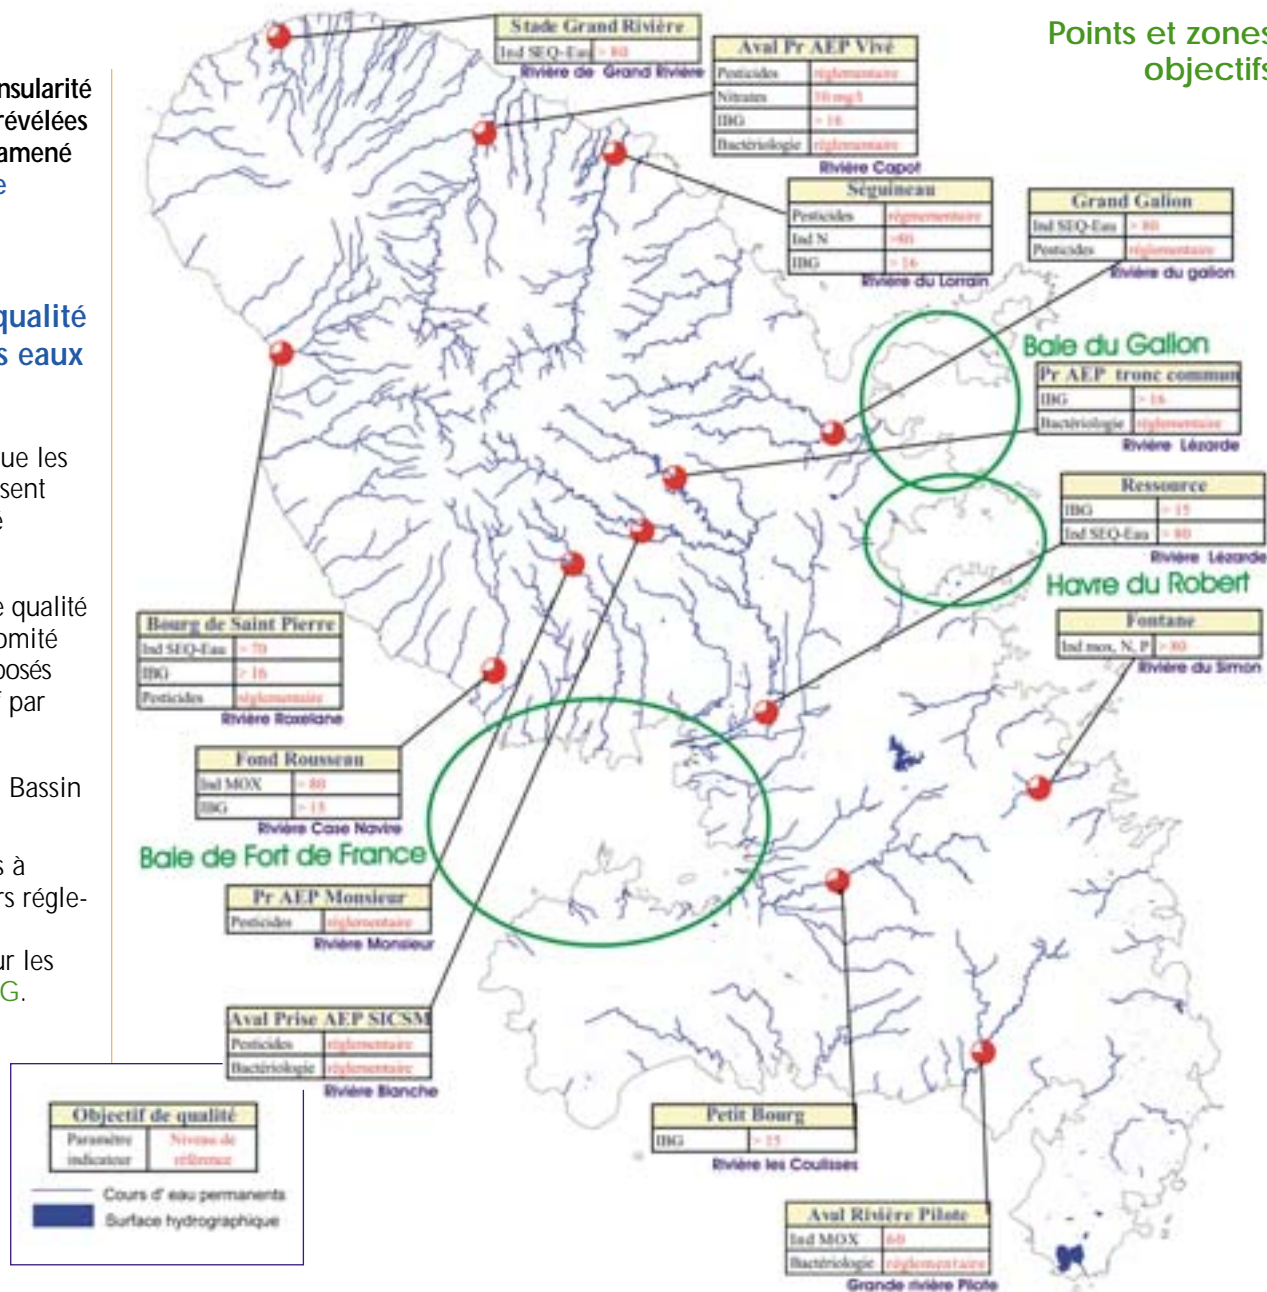 Points et zones
objectifs
nsularité
révélées
amené
e
qualité
s eaux
ue les
sent
é
e qualité
omité
posés
f par
Bassin
s à
rs régle-
ur les
G.
Stade Grand Rivière
Ind SEQ-Eau > 80
Rivière de Grand Rivière
Aval Pr AEP Vivé
Pesticides réglementaire
Nitrates
IBG > 16
Bactériologie réglementaire
Rivière Capot
Séguineau
Pesticides réglementaire
Ind N >80
IBG > 16
Rivière du Lorrain
Grand Galion
Ind SEQ-Eau > 80
Pesticides réglementaire
Rivière du galion
Baie du Galion
Pr AEP tronc commun
IBG > 16
Bactériologie réglementaire
Rivière Lézarde
Ressource
IBG > 15
Ind SEQ-Eau > 80
Rivière Lézarde
Havre du Robert
Fontane
Ind mox, N, P > 80
Rivière du Simon
Bourg de Saint Pierre
Ind SEQ-Eau > 70
IBG > 16
Pesticides réglementaire
Rivière Roxelane
Fond Rousseau
Ind MOX > 80
IBG > 15
Rivière Case Navire
Baie de Fort de France
Pr AEP Monsieur
Pesticides réglementaire
Rivière Monsieur
Aval Prise AEP SICSM
Pesticides réglementaire
Bactériologie réglementaire
Rivière Blanche
Petit Bourg
IBG > 15
Rivière les Coulisses
Aval Rivière Pilote
Ind MOX 60
Bactériologie réglementaire
Grande rivière Pilote
Objectif de qualité
Paramètre Niveau de
indicateur référence
Cours d' eau permanents
Surface hydrographique